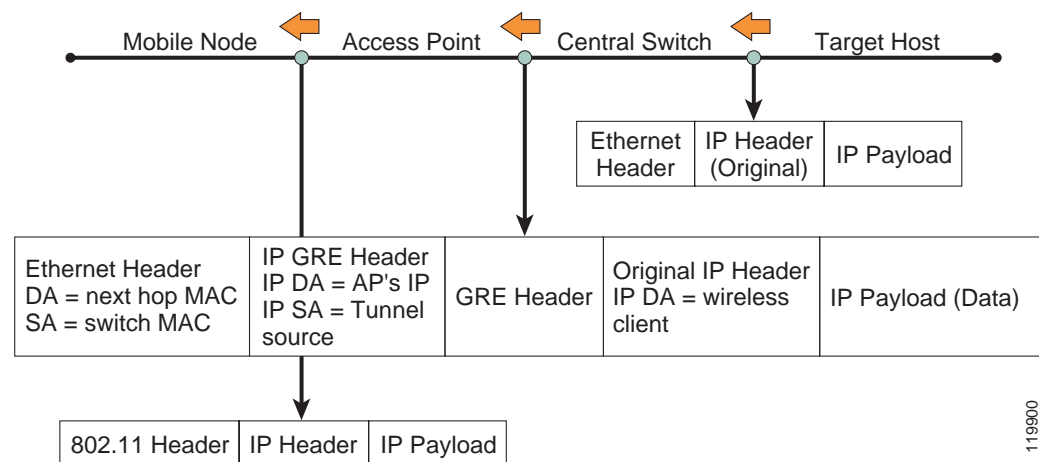 Mobile Node
Access Point
Central Switch
Target Host
Ethernet
Header
IP Header
(Original)
IP Payload
Ethernet Header
DA = next hop MAC
SA = switch MAC
IP GRE Header
IP DA = AP's IP
IP SA = Tunnel
source
GRE Header
Original IP Header
IP DA = wireless
client
IP Payload (Data)
802.11 Header
IP Header
IP Payload
119900